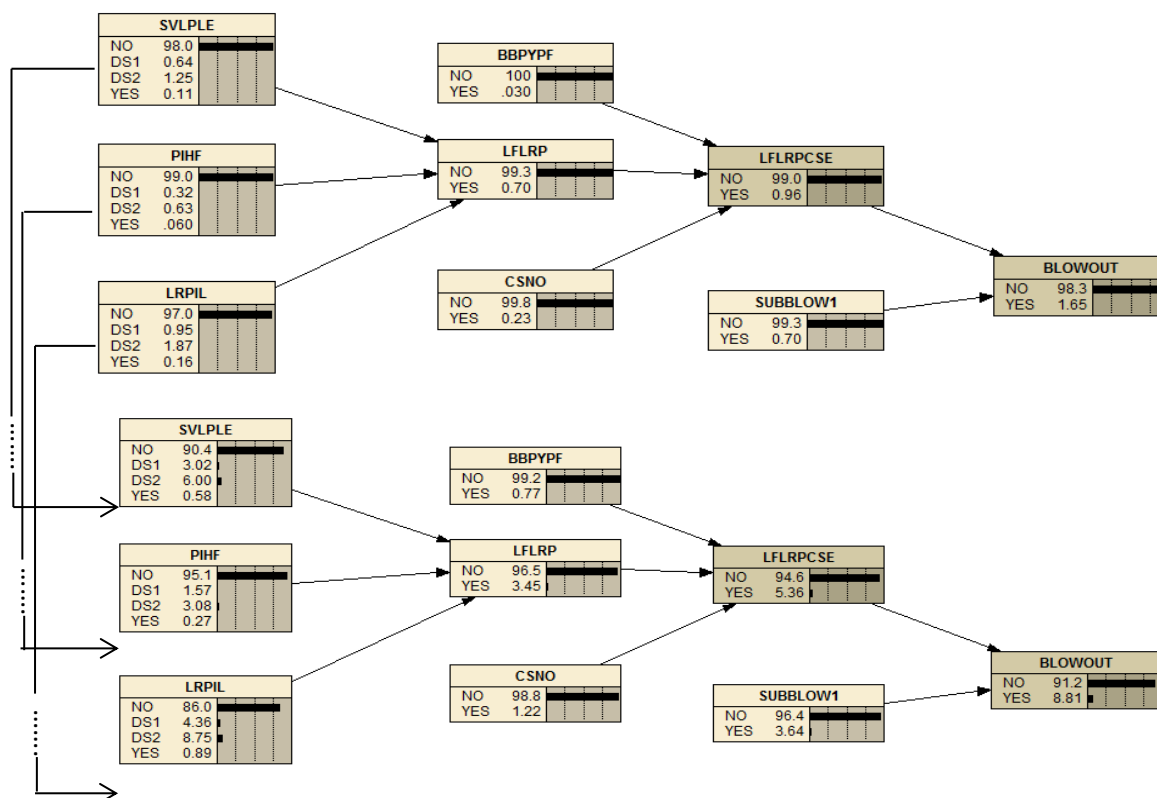 SVLPLE
NO 98.0
DS1 0.64
DS2 1.25
YES 0.11
BBPYPF
NO 100
YES .030
PIHF
NO 99.0
DS1 0.32
DS2 0.63
YES .060
LFLRP
NO 99.3
YES 0.70
LFLRPCSE
NO 99.0
YES 0.96
LRPIL
NO 97.0
DS1 0.95
DS2 1.87
YES 0.16
CSNO
NO 99.8
YES 0.23
SUBBLOW1
NO 99.3
YES 0.70
BLOWOUT
NO 98.3
YES 1.65
SVLPLE
NO 90.4
DS1 3.02
DS2 6.00
YES 0.58
BBPYPF
NO 99.2
YES 0.77
PIHF
NO 95.1
DS1 1.57
DS2 3.08
YES 0.27
LFLRP
NO 96.5
YES 3.45
LFLRPCSE
NO 94.6
YES 5.36
LRPIL
NO 86.0
DS1 4.36
DS2 8.75
YES 0.89
CSNO
NO 98.8
YES 1.22
SUBBLOW1
NO 96.4
YES 3.64
BLOWOUT
NO 91.2
YES 8.81